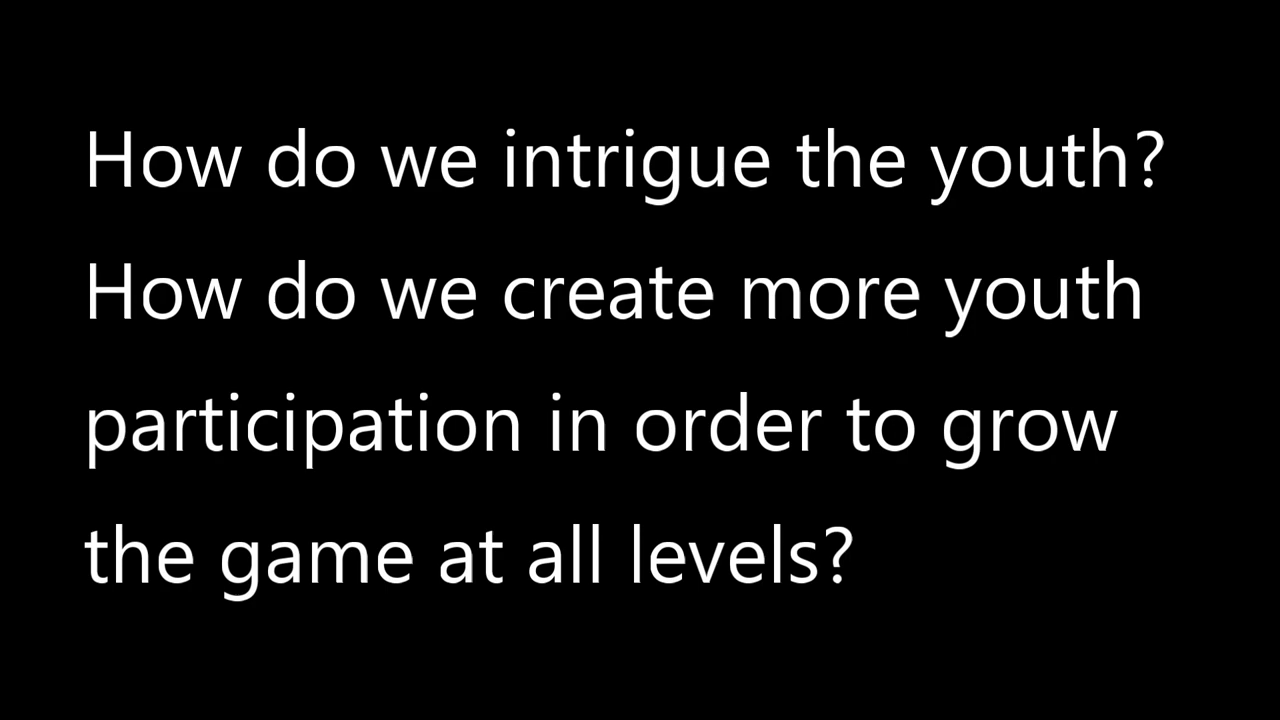 How do we intrigue the youth?
How do we create more youth
participation in order to grow
the game at all levels?